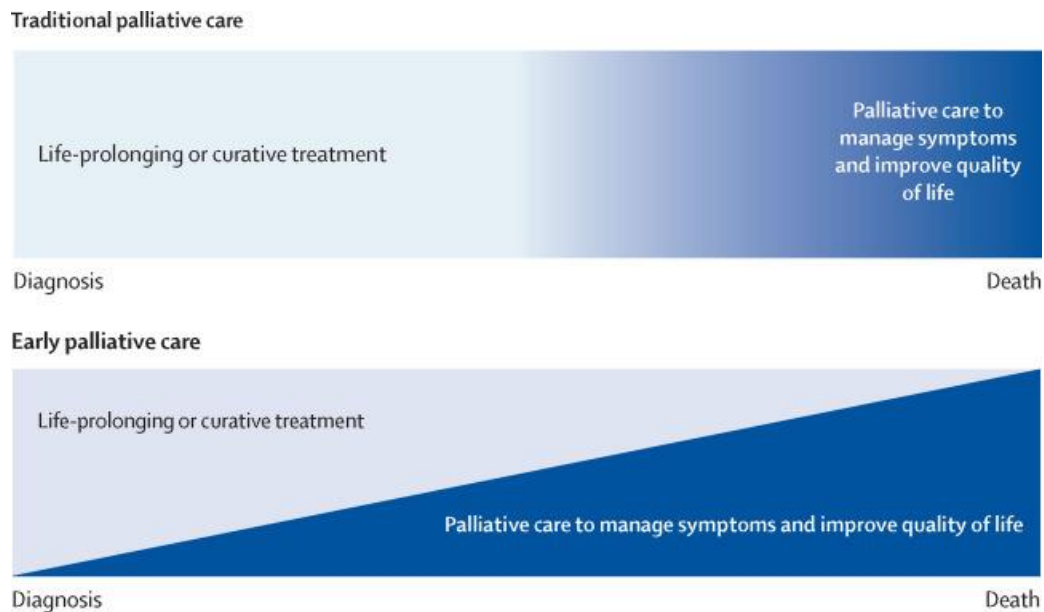 Traditional palliative care
Life-prolonging or curative treatment
Palliative care to
manage symptoms
and improve quality
of life
Diagnosis
Death
Early palliative care
Life-prolonging or curative treatment
Palliative care to manage symptoms and improve quality of life
Diagnosis
Death